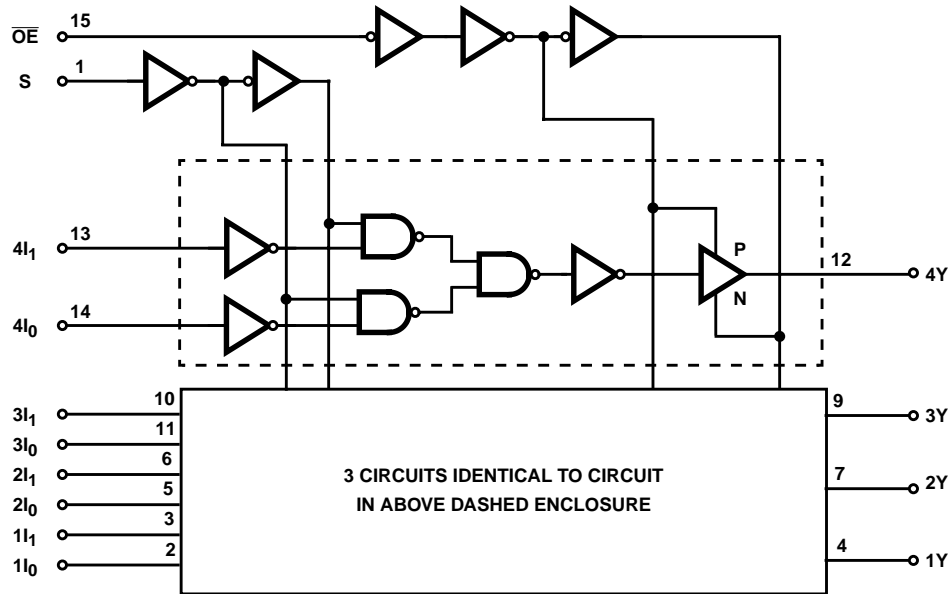 OE 15
S 1
4I1 13
P
12 4Y
N
4I0 14
3I1 10
9 3Y
3I0 11
2I1 6
3 CIRCUITS IDENTICAL TO CIRCUIT
7 2Y
2I0 5
IN ABOVE DASHED ENCLOSURE
1I1 3
1I0 2
4 1Y